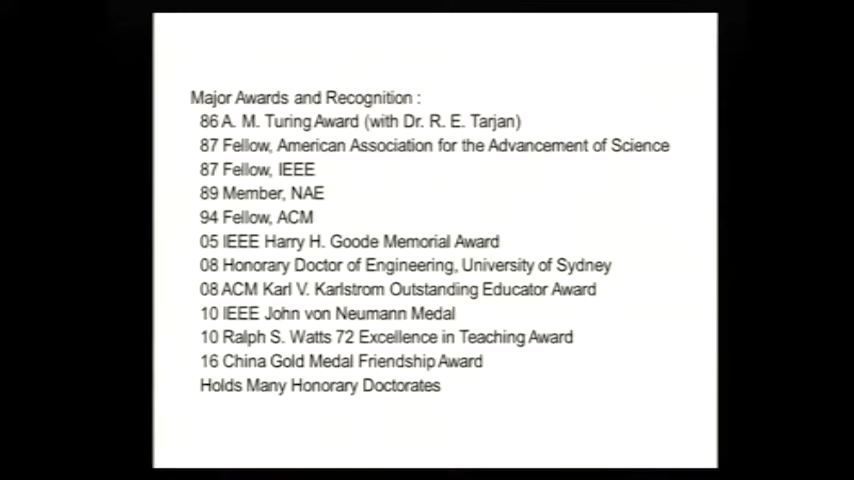 Major Awards and Recognition :
86 A. M. Turing Award (with Dr. R. E. Tarjan)
87 Fellow, American Association for the Advancement of Science
87 Fellow, IEEE
89 Member, NAE
94 Fellow, ACM
05 IEEE Harry H. Goode Memorial Award
08 Honorary Doctor of Engineering, University of Sydney
08 ACM Karl V. Karlstrom Outstanding Educator Award
10 IEEE John von Neumann Medal
10 Ralph S. Watts 72 Excellence in Teaching Award
16 China Gold Medal Friendship Award
Holds Many Honorary Doctorates